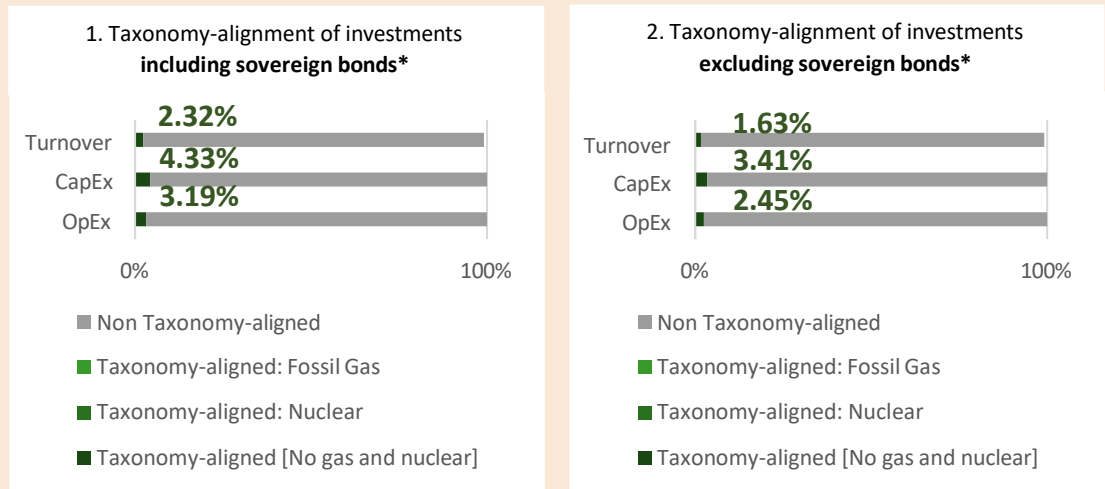 1. Taxonomy-alignment of investments
including sovereign bonds*
2.32%
Turnover
4.33%
CapEx
3.19%
OpEx
0%
100%
Non Taxonomy-aligned
Taxonomy-aligned: Fossil Gas
Taxonomy-aligned: Nuclear
Taxonomy-aligned [No gas and nuclear]
2. Taxonomy-alignment of investments
excluding sovereign bonds*
1.63%
Turnover
3.41%
CapEx
2.45%
OpEx
0%
100%
Non Taxonomy-aligned
Taxonomy-aligned: Fossil Gas
Taxonomy-aligned: Nuclear
Taxonomy-aligned [No gas and nuclear]